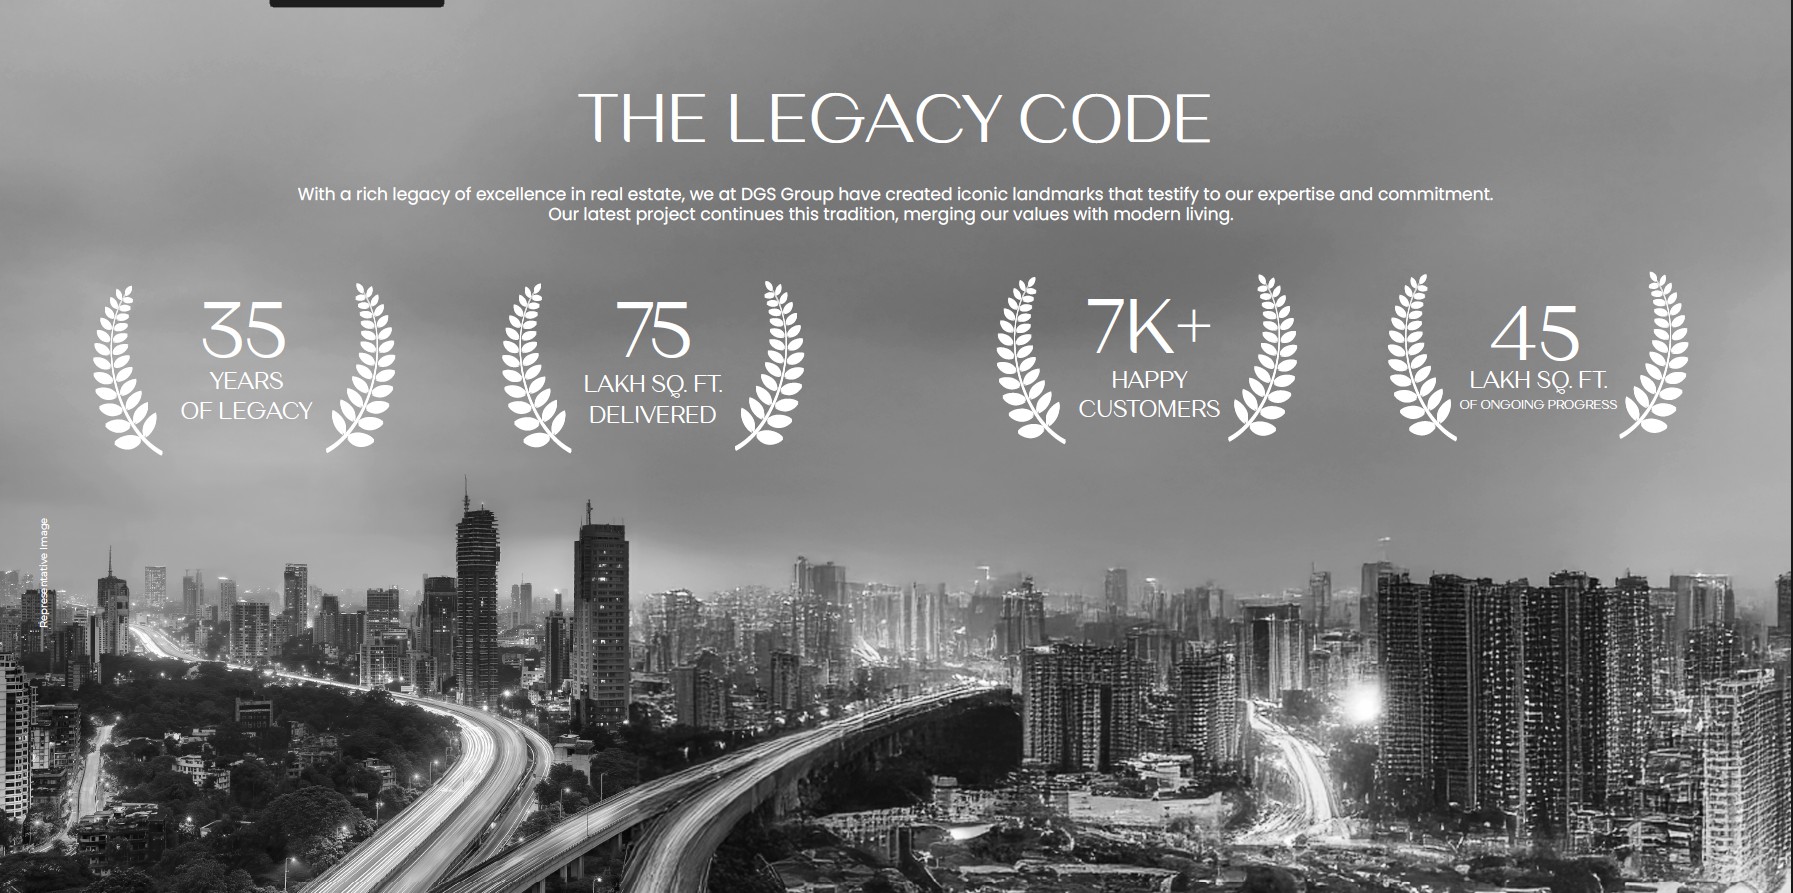 THE LEGACY CODE
With a rich legacy of excellence in real estate, we at DGS Group have created iconic landmarks that testify to our expertise and commitment.
Our latest project continues this tradition, merging our values with modern living.
35
YEARS
OF LEGACY
75
LAKH SQ. FT.
DELIVERED
7K+
HAPPY
CUSTOMERS
45
LAKH SQ. FT.
OF ONGOING PROGRESS
Representative Image